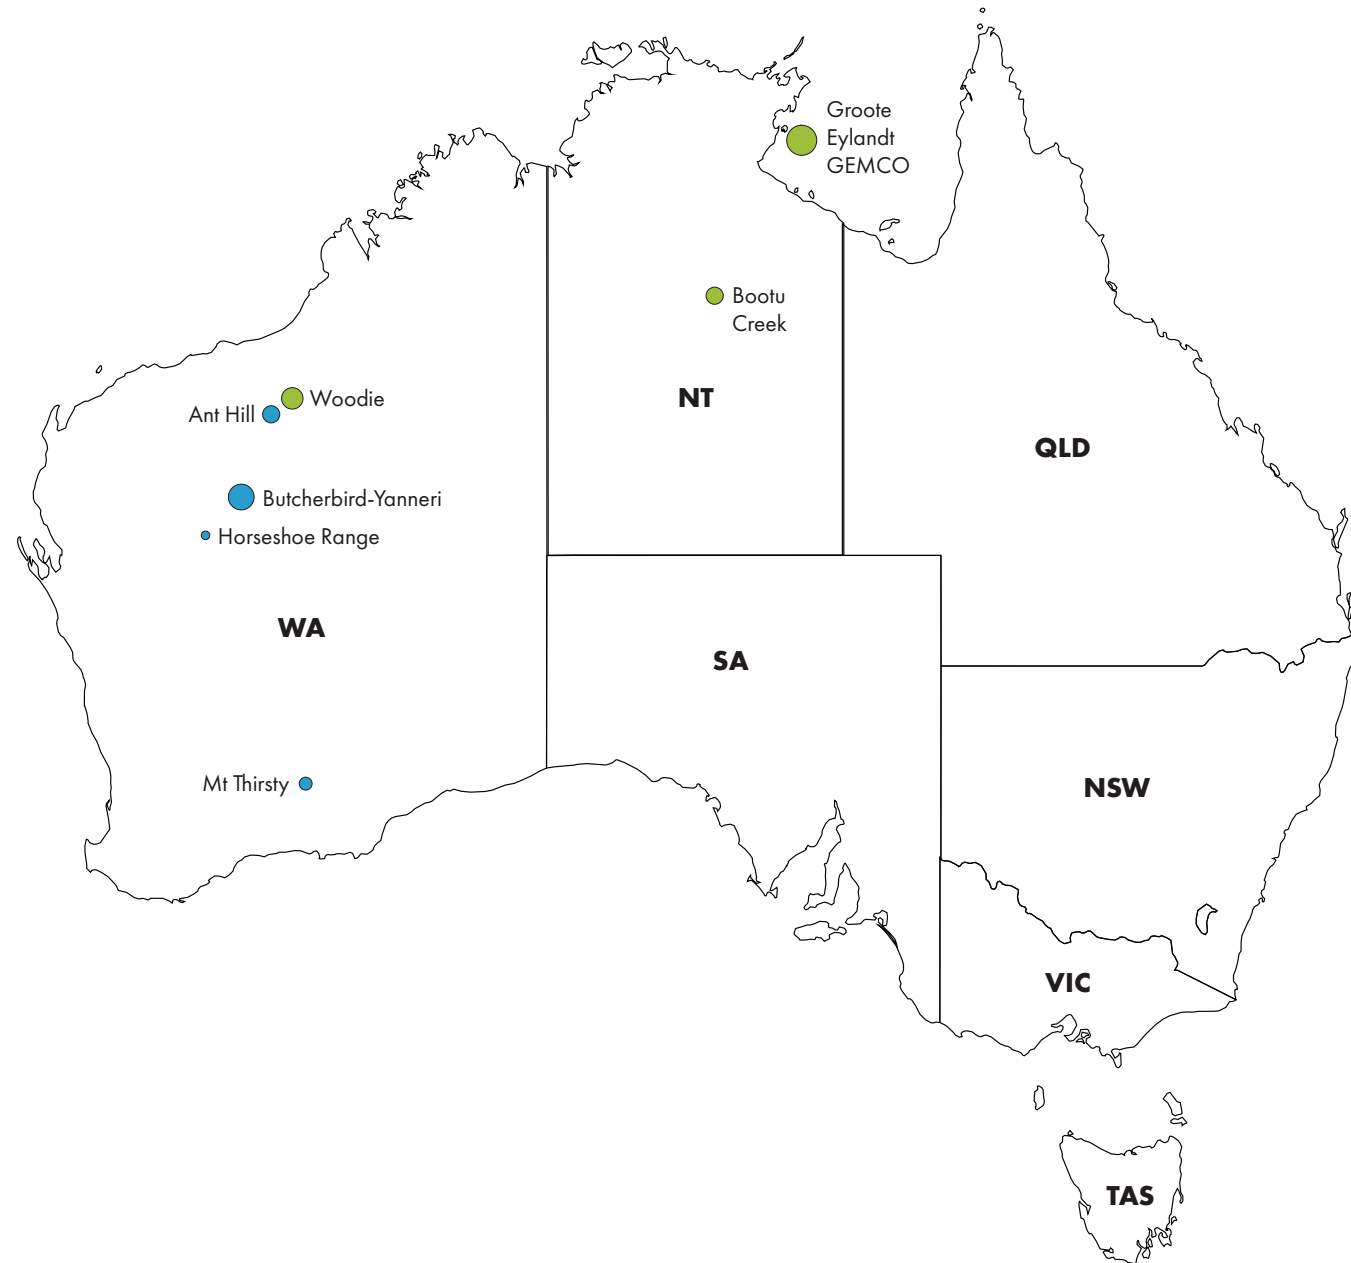 Groote
Eylandt
GEMCO
Bootu
Creek
Woodie
Ant Hill
NT
QLD
Butcherbird-Yanneri
Horseshoe Range
WA
SA
Mt Thirsty
NSW
VIC
TAS